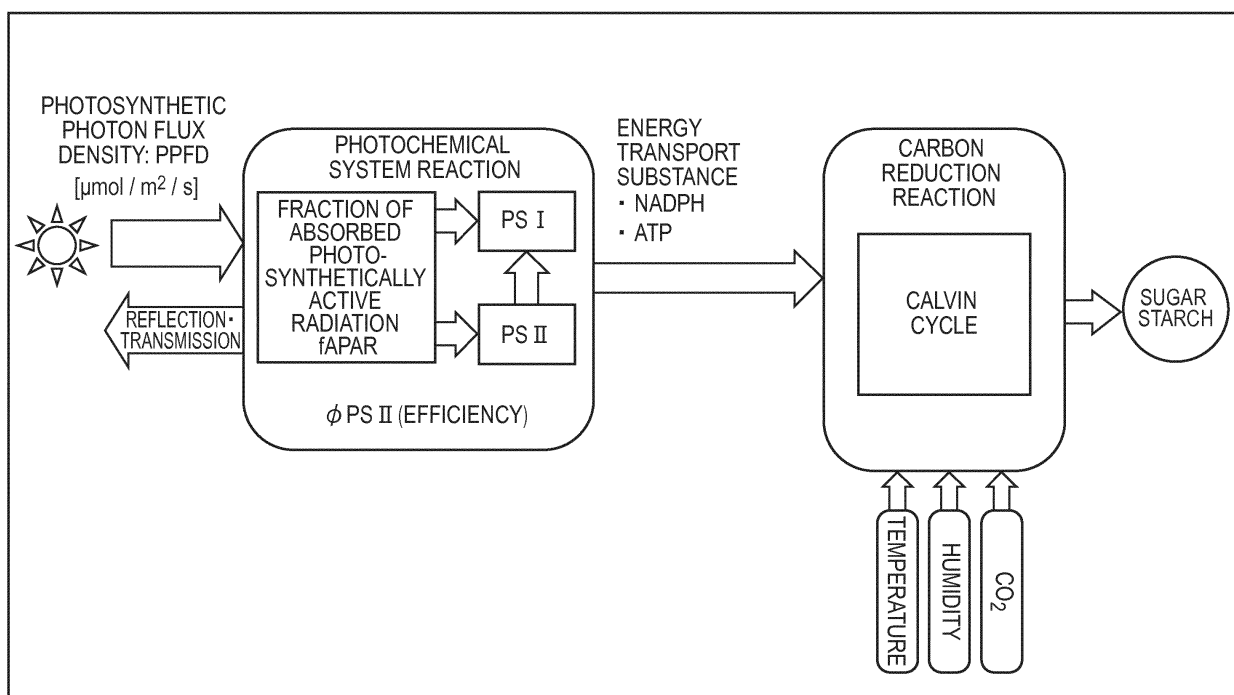 PHOTOSYNTHETIC
PHOTON FLUX
DENSITY: PPFD
[μmol / m² / s]
REFLECTION・
TRANSMISSION
PHOTOCHEMICAL
SYSTEM REACTION
FRACTION OF
ABSORBED
PHOTO-
SYNTHETICALLY
ACTIVE
RADIATION
fAPAR
PS I
PS II
ϕ PS II (EFFICIENCY)
ENERGY
TRANSPORT
SUBSTANCE
・ NADPH
・ ATP
CARBON
REDUCTION
REACTION
CALVIN
CYCLE
SUGAR
STARCH
TEMPERATURE
HUMIDITY
CO₂